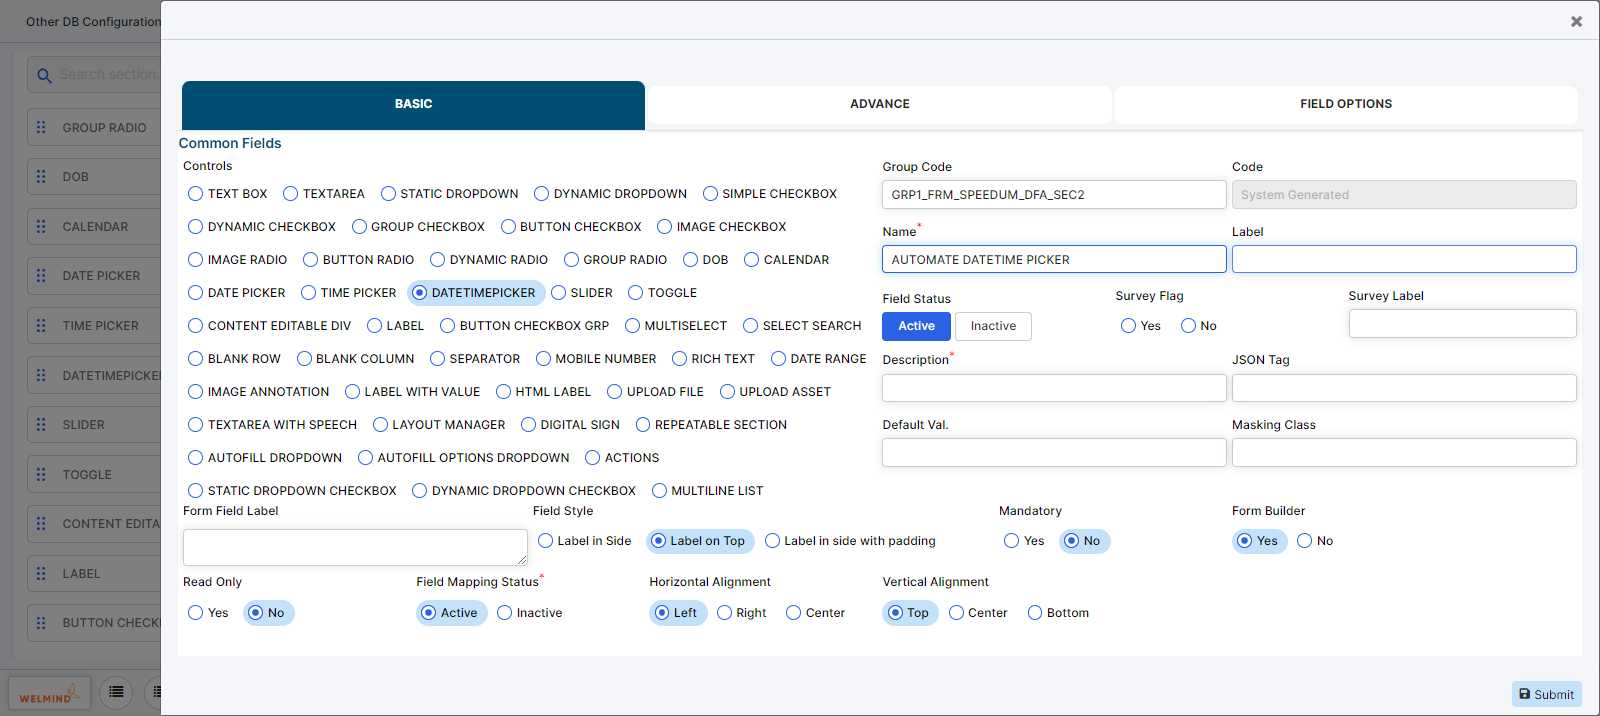 Other DB Configuration
Search section
GROUP RADIO
DOB
CALENDAR
DATE PICKER
TIME PICKER
DATETIMEPICKE
SLIDER
TOGGLE
CONTENT EDITA
LABEL
BUTTON CHECK
WELMIND
BASIC
ADVANCE
FIELD OPTIONS
Common Fields
Controls
TEXT BOX TEXTAREA STATIC DROPDOWN DYNAMIC DROPDOWN SIMPLE CHECKBOX
DYNAMIC CHECKBOX GROUP CHECKBOX BUTTON CHECKBOX IMAGE CHECKBOX
IMAGE RADIO BUTTON RADIO DYNAMIC RADIO GROUP RADIO DOB CALENDAR
DATE PICKER TIME PICKER DATETIMEPICKER SLIDER TOGGLE
CONTENT EDITABLE DIV LABEL BUTTON CHECKBOX GRP MULTISELECT SELECT SEARCH
BLANK ROW BLANK COLUMN SEPARATOR MOBILE NUMBER RICH TEXT DATE RANGE
IMAGE ANNOTATION LABEL WITH VALUE HTML LABEL UPLOAD FILE UPLOAD ASSET
TEXTAREA WITH SPEECH LAYOUT MANAGER DIGITAL SIGN REPEATABLE SECTION
AUTOFILL DROPDOWN AUTOFILL OPTIONS DROPDOWN ACTIONS
STATIC DROPDOWN CHECKBOX DYNAMIC DROPDOWN CHECKBOX MULTILINE LIST
Group Code Code
GRP1_FRM_SPEEDUM_DFA_SEC2 System Generated
Name* Label
AUTOMATE DATETIME PICKER
Field Status Survey Flag Survey Label
Active Inactive Yes No
Description* JSON Tag
Default Val. Masking Class
Form Field Label Field Style Mandatory Form Builder
Label in Side Label on Top Label in side with padding Yes No Yes No
Read Only Field Mapping Status* Horizontal Alignment Vertical Alignment
Yes No Active Inactive Left Right Center Top Center Bottom
Submit